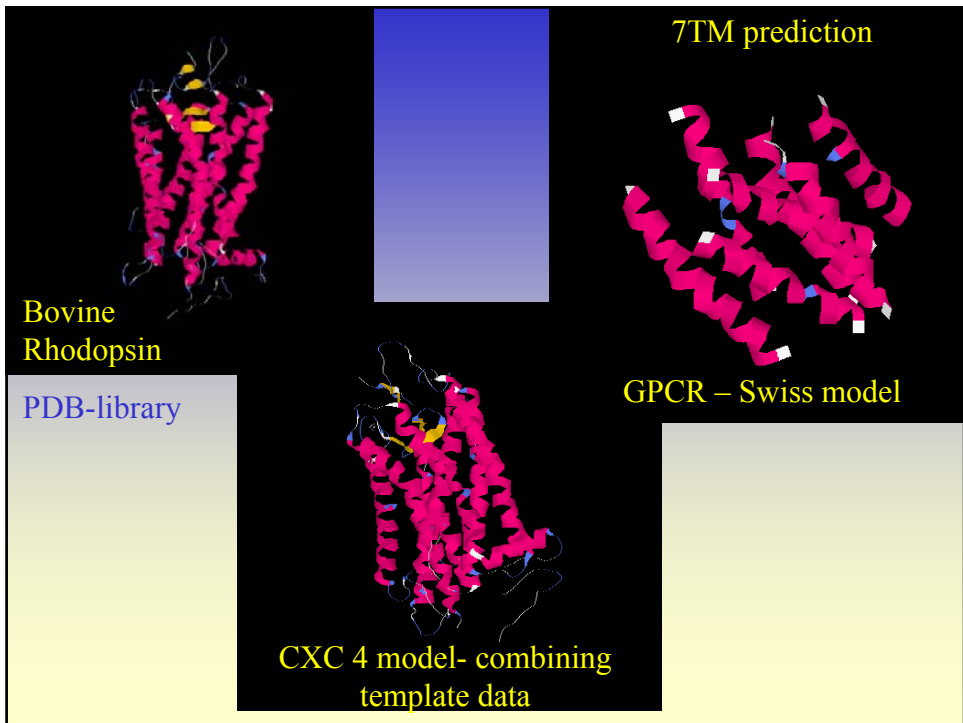 7TM prediction
Bovine
Rhodopsin
PDB-library
GPCR – Swiss model
CXC 4 model- combining
template data